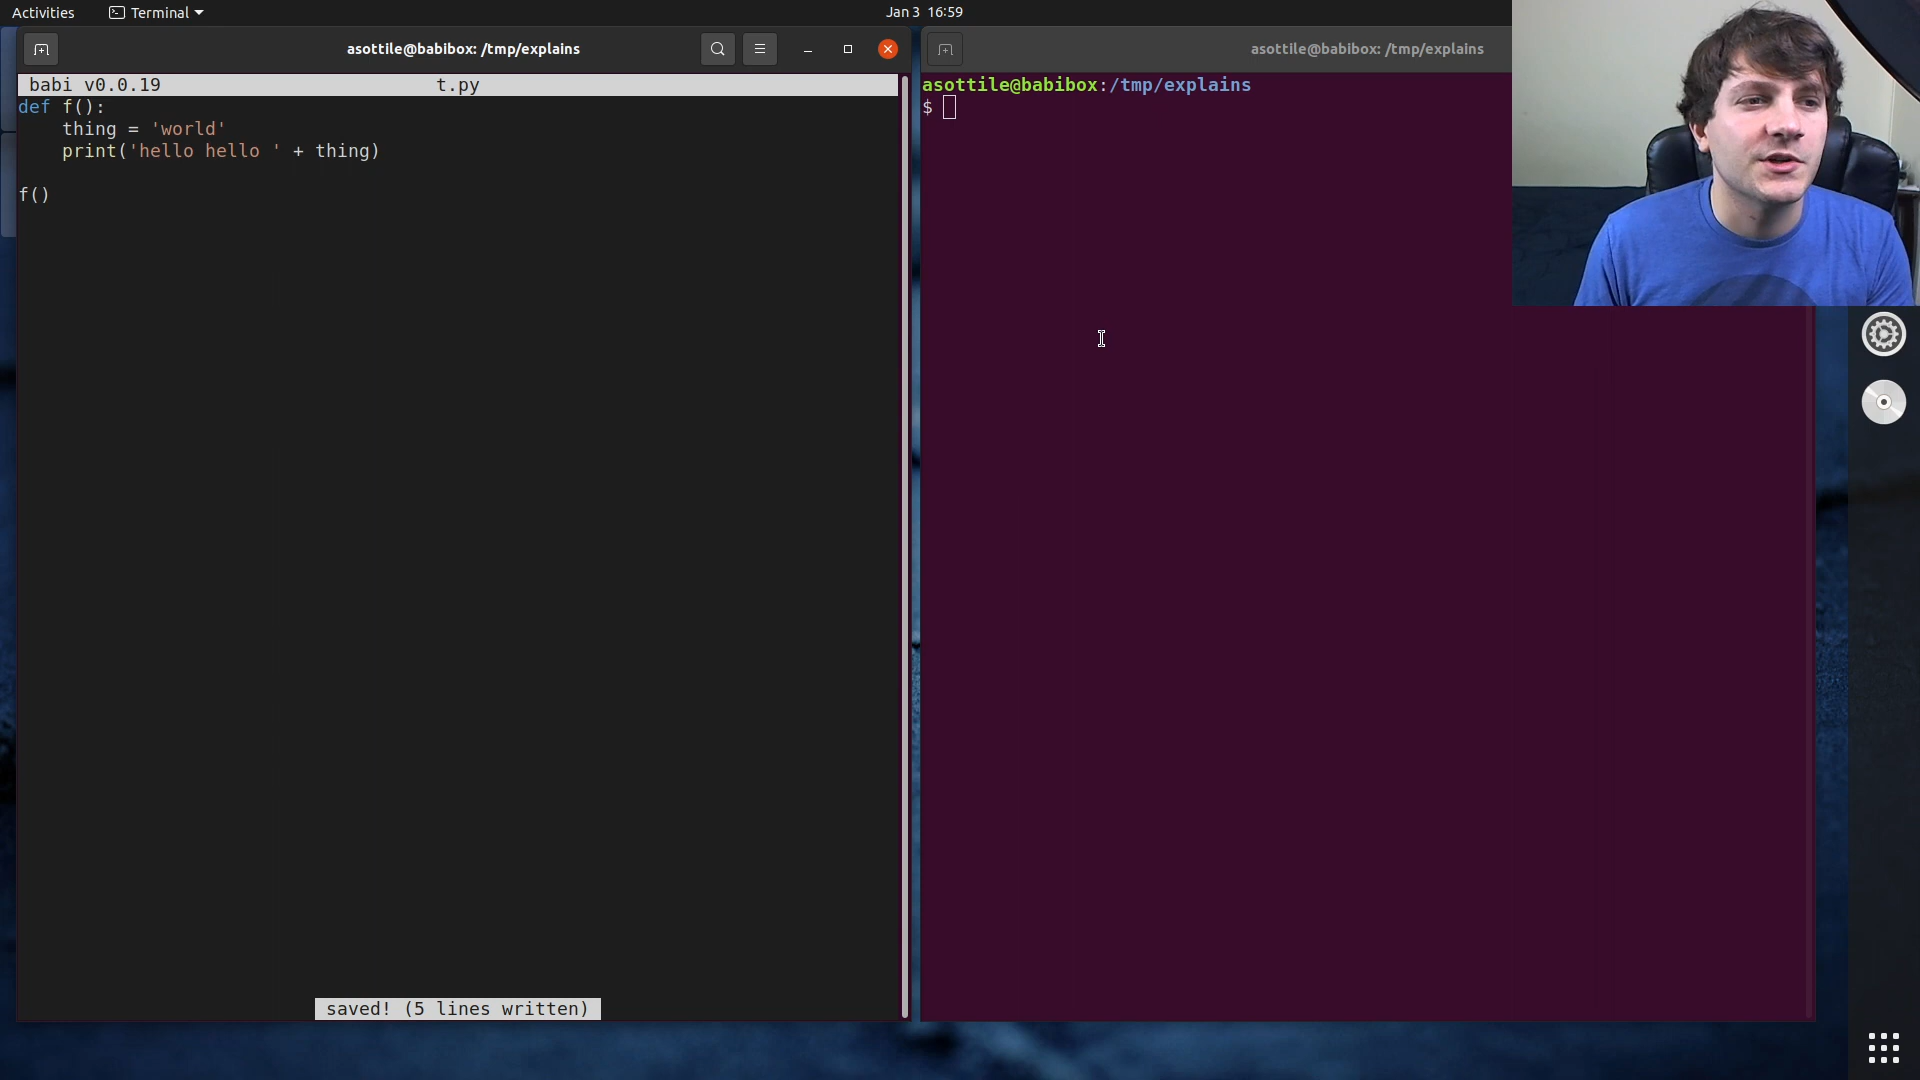 Activities Terminal Jan 3 16:59
asottile@babibox: /tmp/explains
babi v0.0.19 t.py
def f():
    thing = 'world'
    print('hello hello ' + thing)
f()
saved! (5 lines written)
asottile@babibox: /tmp/explains
asottile@babibox:/tmp/explains
$